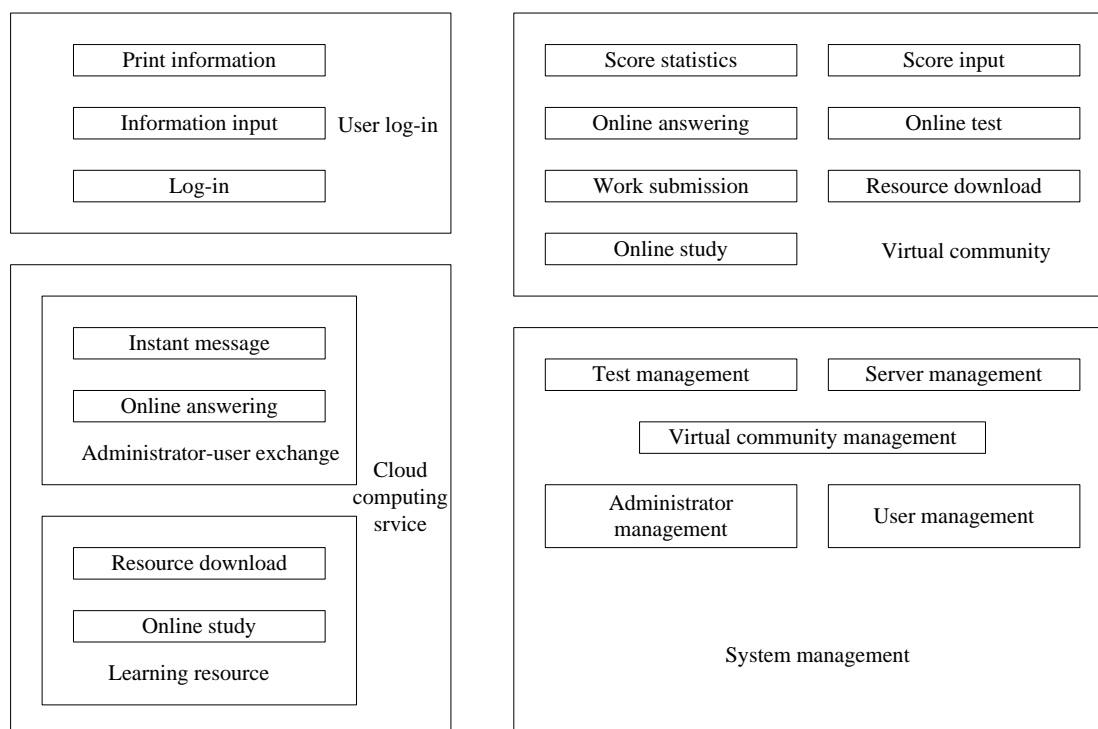 Print information
Information input
User log-in
Log-in
Score statistics
Score input
Online answering
Online test
Work submission
Resource download
Online study
Virtual community
Instant message
Online answering
Administrator-user exchange
Cloud
computing
srvice
Resource download
Online study
Learning resource
Test management
Server management
Virtual community management
Administrator
management
User management
System management